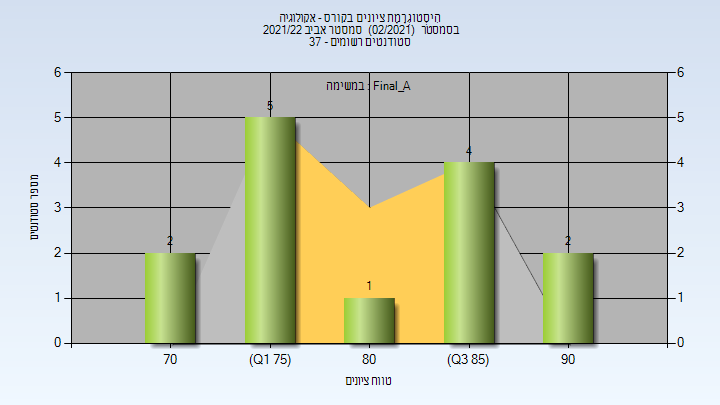 הִיסְטוֹגְרָמַת ציונים בקורס - אקולוגיה
בסמסטר (02/2021) סמסטר אביב 2021/22
סטודנטים רשומים - 37
במשימה : Final_A
6 6
5 5
4 4
3 3
2 2
1 1
0 0
2
5
1
4
2
מספר סטודנטים
70 (Q1 75) 80 (Q3 85) 90
טווח ציונים